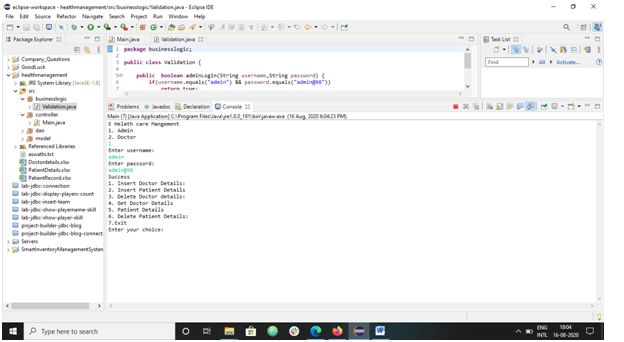 eclipse-workspace - healthmanagement/src/businesslogic/Validation.java - Eclipse IDE
File Edit Source Refactor Navigate Search Project Run Window Help
Package Explorer
Company_Questions
GoodLuck
healthmanagement
JRE System Library [JavaSE-1.8]
src
businesslogic
Validation.java
controller
Main.java
dao
model
Referenced Libraries
aswathi.txt
Doctordetails.xlsx
PatientDetails.xlsx
PatientRecord.xlsx
lab-jdbc-connection
lab-jdbc-display-players-count
lab-jdbc-insert-team
lab-jdbc-show-playername-skill
lab-jdbc-show-player-skill
project-builder-jdbc-blog
project-builder-jdbc-blog-connect
Servers
SmartInventoryManagementSystem
Main.java Validation.java
1 package businesslogic;
2
3 public class Validation {
4
5 public boolean adminLogin(String username,String password) {
6 if(username.equals("admin") && password.equals("admin@98"))
7 return true;
Task List
Find All Activate...
Problems Javadoc Declaration Console
Main (7) [Java Application] C:\Program Files\Java\jre1.8.0_191\bin\javaw.exe (16 Aug, 2020 6:04:23 PM)
E Helath care Mangement
1. Admin
2. Doctor
1
Enter username:
admin
Enter passsord:
admin@98
Success
1. Insert Doctor Details:
2. Insert Patient Details
3. Delete Doctor details:
4. Get Doctor Details
5. Patient Details
6. Delete Patient Details:
7.Exit
Enter your choice:
Type here to search
ENG
INTL
18:04
16-08-2020